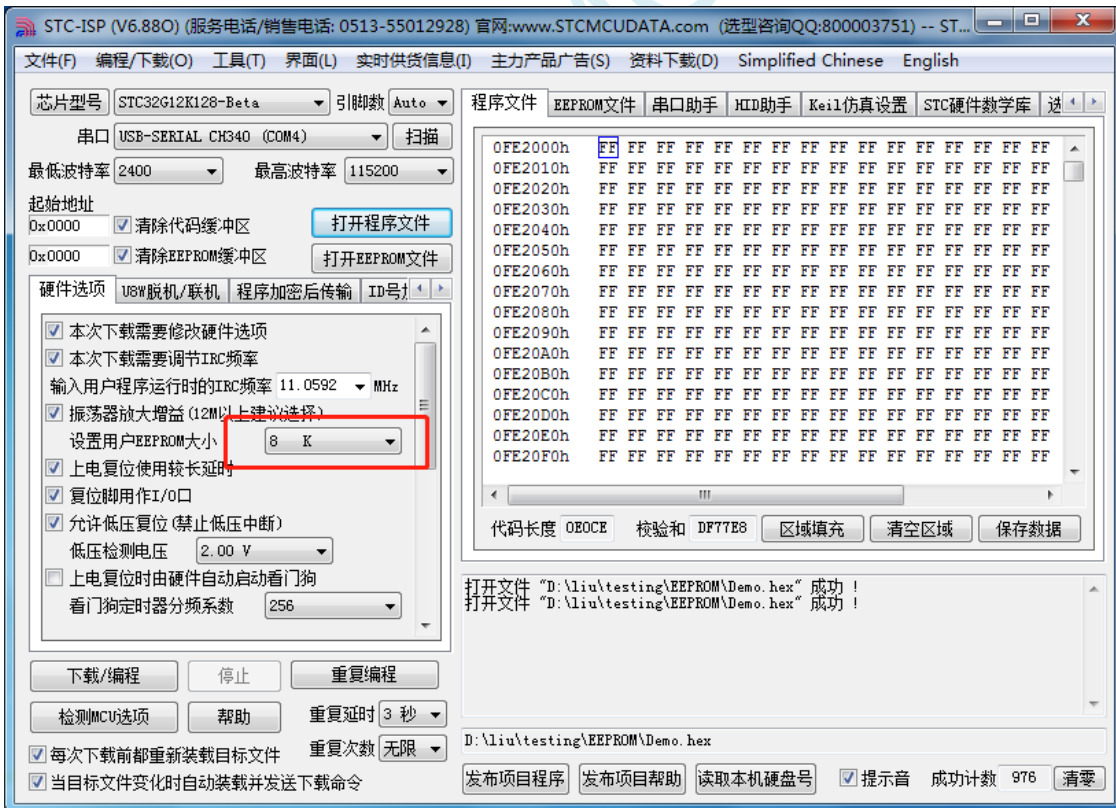 STC-ISP (V6.88O) (服务电话/销售电话: 0513-55012928) 官网:www.STCMCUDATA.com (选型咨询QQ:800003751) -- ST...
文件(F) 编程/下载(O) 工具(T) 界面(L) 实时供货信息(I) 主力产品广告(S) 资料下载(D) Simplified Chinese English
芯片型号 STC32G12K128-Beta 引脚数 Auto
串口 USB-SERIAL CH340 (COM4) 扫描
最低波特率 2400 最高波特率 115200
起始地址
0x0000 清除代码缓冲区 打开程序文件
0x0000 清除EEPROM缓冲区 打开EEPROM文件
硬件选项 U8W脱机/联机 程序加密后传输 ID号
本次下载需要修改硬件选项
本次下载需要调节IRC频率
输入用户程序运行时的IRC频率 11.0592 MHz
振荡器放大增益(12M以上建议选择)
设置用户EEPROM大小 8 K
上电复位使用较长延时
复位脚用作I/O口
允许低压复位(禁止低压中断)
低压检测电压 2.00 V
上电复位时由硬件自动启动看门狗
看门狗定时器分频系数 256
下载/编程 停止 重复编程
检测MCU选项 帮助 重复延时 3 秒
每次下载前都重新装载目标文件 重复次数 无限
当目标文件变化时自动装载并发送下载命令
程序文件 EEPROM文件 串口助手 HID助手 Keil仿真设置 STC硬件数学库 选
0FE2000h FF FF FF FF FF FF FF FF FF FF FF FF FF FF FF FF
0FE2010h FF FF FF FF FF FF FF FF FF FF FF FF FF FF FF FF
0FE2020h FF FF FF FF FF FF FF FF FF FF FF FF FF FF FF FF
0FE2030h FF FF FF FF FF FF FF FF FF FF FF FF FF FF FF FF
0FE2040h FF FF FF FF FF FF FF FF FF FF FF FF FF FF FF FF
0FE2050h FF FF FF FF FF FF FF FF FF FF FF FF FF FF FF FF
0FE2060h FF FF FF FF FF FF FF FF FF FF FF FF FF FF FF FF
0FE2070h FF FF FF FF FF FF FF FF FF FF FF FF FF FF FF FF
0FE2080h FF FF FF FF FF FF FF FF FF FF FF FF FF FF FF FF
0FE2090h FF FF FF FF FF FF FF FF FF FF FF FF FF FF FF FF
0FE20A0h FF FF FF FF FF FF FF FF FF FF FF FF FF FF FF FF
0FE20B0h FF FF FF FF FF FF FF FF FF FF FF FF FF FF FF FF
0FE20C0h FF FF FF FF FF FF FF FF FF FF FF FF FF FF FF FF
0FE20D0h FF FF FF FF FF FF FF FF FF FF FF FF FF FF FF FF
0FE20E0h FF FF FF FF FF FF FF FF FF FF FF FF FF FF FF FF
0FE20F0h FF FF FF FF FF FF FF FF FF FF FF FF FF FF FF FF
代码长度 0E0CE 校验和 DF77E8 区域填充 清空区域 保存数据
打开文件 "D:\liu\testing\EEPROM\Demo.hex" 成功 !
打开文件 "D:\liu\testing\EEPROM\Demo.hex" 成功 !
D:\liu\testing\EEPROM\Demo.hex
发布项目程序 发布项目帮助 读取本机硬盘号 提示音 成功计数 976 清零